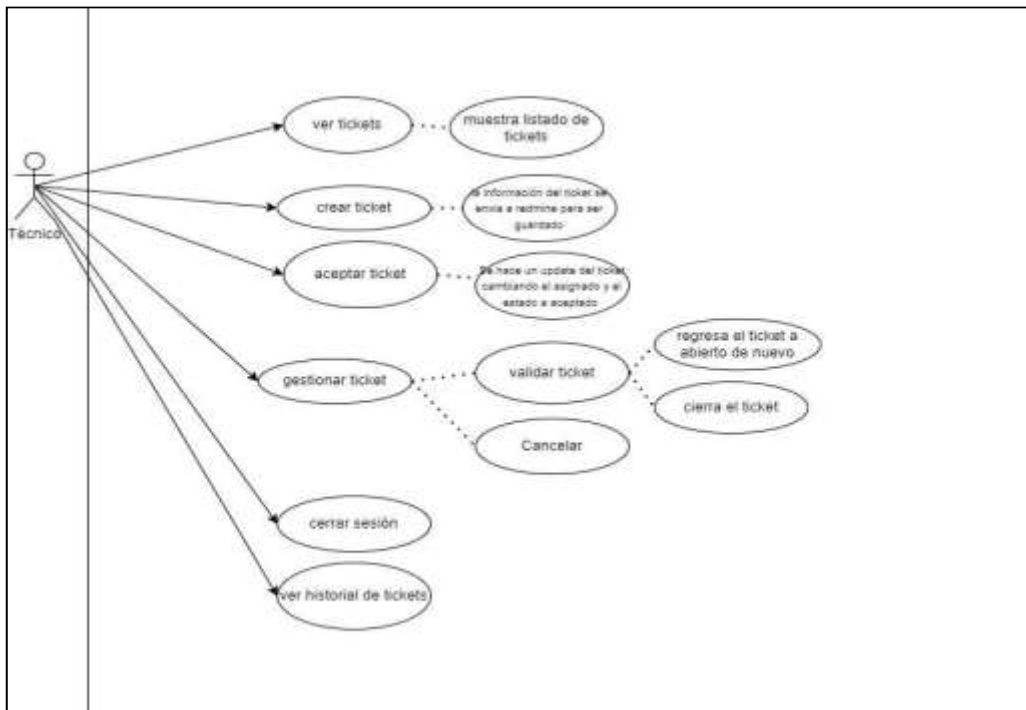 ver tickets
muestra listado de
tickets
Técnico
crear ticket
la información del ticket se
envia a redmine para ser
guardado
aceptar ticket
Se hace un update del ticket
cambiando el asignado y el
estado a aceptado
gestionar ticket
validar ticket
regresa el ticket a
abierto de nuevo
cierra el ticket
Cancelar
cerrar sesión
ver historial de tickets